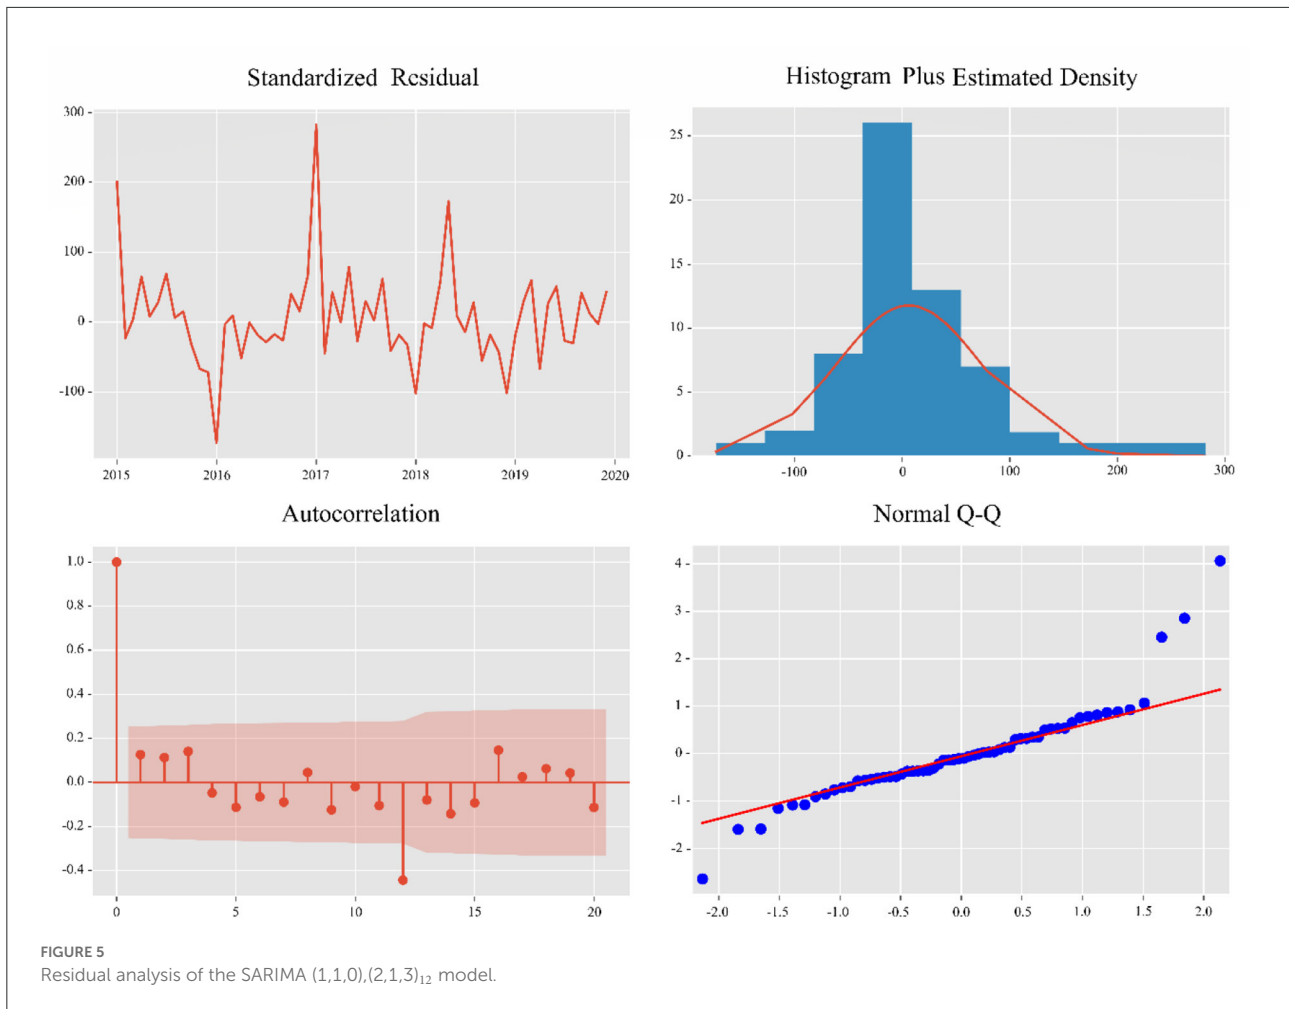 Standardized Residual
300
200
100
0
-100
2015 2016 2017 2018 2019 2020
Histogram Plus Estimated Density
25
20
15
10
5
0
-100 0 100 200 300
Autocorrelation
1.0
0.8
0.6
0.4
0.2
0.0
-0.2
-0.4
0 5 10 15 20
Normal Q-Q
4
3
2
1
0
-1
-2
-2.0 -1.5 -1.0 -0.5 0.0 0.5 1.0 1.5 2.0
FIGURE 5
Residual analysis of the SARIMA (1,1,0),(2,1,3)12 model.